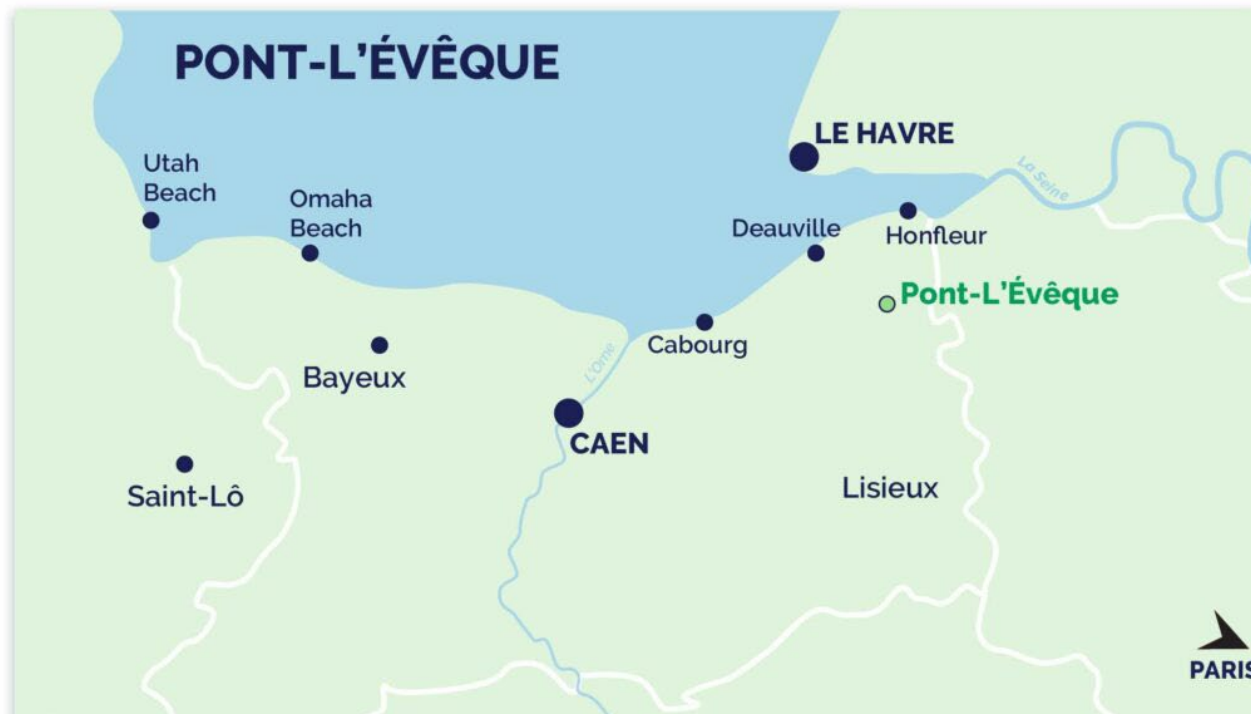 PONT-L'ÉVÊQUE
LE HAVRE
La Seine
Utah
Beach
Omaha
Beach
Deauville
Honfleur
Pont-L'Évêque
Cabourg
L'Orne
Bayeux
CAEN
Saint-Lô
Lisieux
PARIS